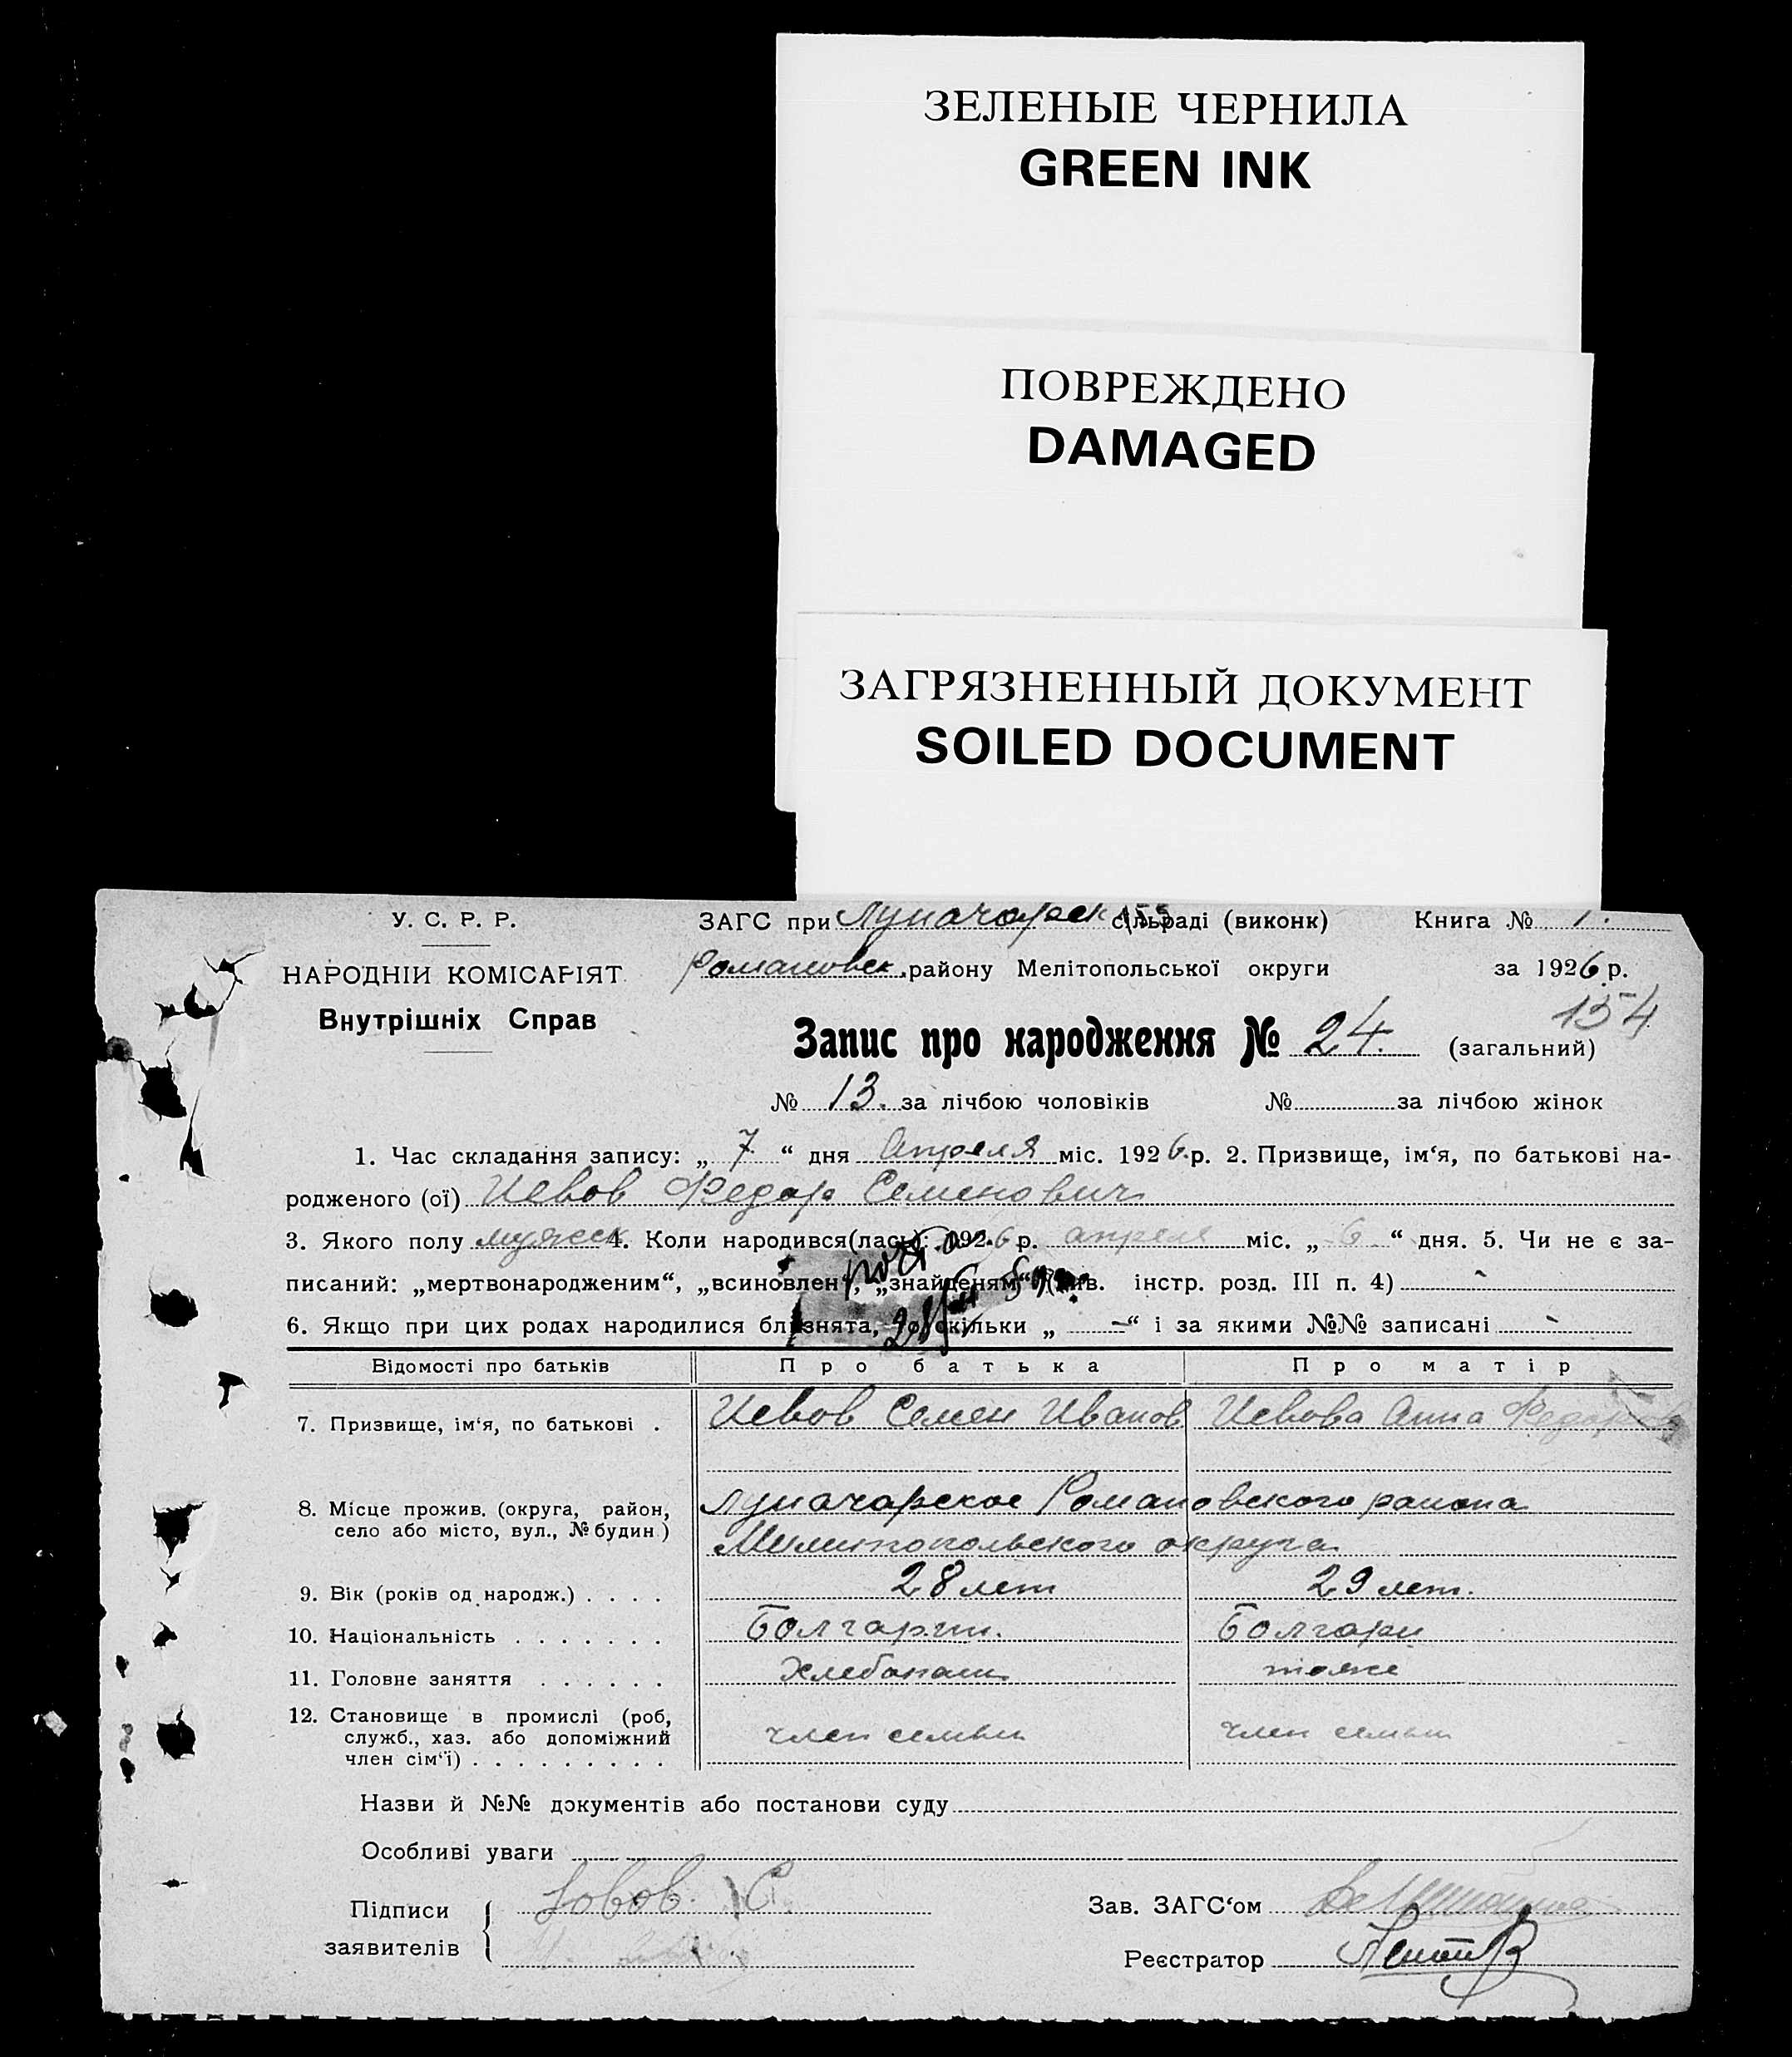 ЗЕЛЕНЫЕ ЧЕРНИЛА
GREEN INK
ПОВРЕЖДЕНО
DAMAGED
ЗАГРЯЗНЕННЫЙ ДОКУМЕНТ
SOILED DOCUMENT
У. С. Р. Р. ЗАГС при Луначарск сільраді (виконк) Книга № 1.
НАРОДНІЙ КОМІСАРІЯТ Романовск. району Мелітопольської округи за 1926 р.
Внутрішніх Справ 154
Запис про народження № 24. (загальний)
№ 13. за лічбою чоловіків № за лічбою жінок
1. Час складання запису: „ 7 “ дня Апреля міс. 1926.р. 2. Призвище, ім‘я, по батькові на-
родженого (ої) Иевов Федор Семенович
3. Якого полу мужеск 4. Коли народився(лась): 1926 р. апреля міс. „ 6 “ дня. 5. Чи не є за-
писаний: „мертвонародженим“, „всиновлен“, „знайденям“ (див. інстр. розд. III п. 4) -
6. Якщо при цих родах народилися близнята, то скільки „ — “ і за якими №№ записані -
Відомості про батьків Про батька Про матір
7. Призвище, ім‘я, по батькові . Иевов Семен Иванов Иевова Анна
8. Місце прожив. (округа, район, Луначарское Романовского района
село або місто, вул., № будин.) Мелитопольского округа
9. Вік (років од народж.) . . . . 28 лет 29 лет.
10. Національність . . . . . . . Болгарин. Болгары
11. Головне заняття . . . . . . Хлебопаш тоже
12. Становище в промислі (роб, член семьи член семьи
служб., хаз. або допоміжний
член сім‘ї) . . . . . . . . .
Назви й №№ документів або постанови суду
Особливі уваги
Підписи С. Зав. ЗАГС‘ом
заявителів Реєстратор